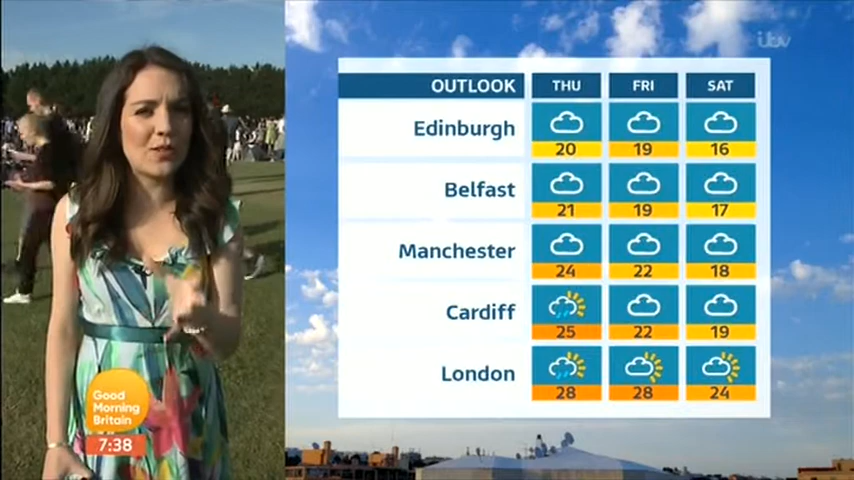 itv
OUTLOOK THU FRI SAT
Edinburgh 20 19 16
Belfast 21 19 17
Manchester 24 22 18
Cardiff 25 22 19
London 28 28 24
Good
Morning
Britain
7:38